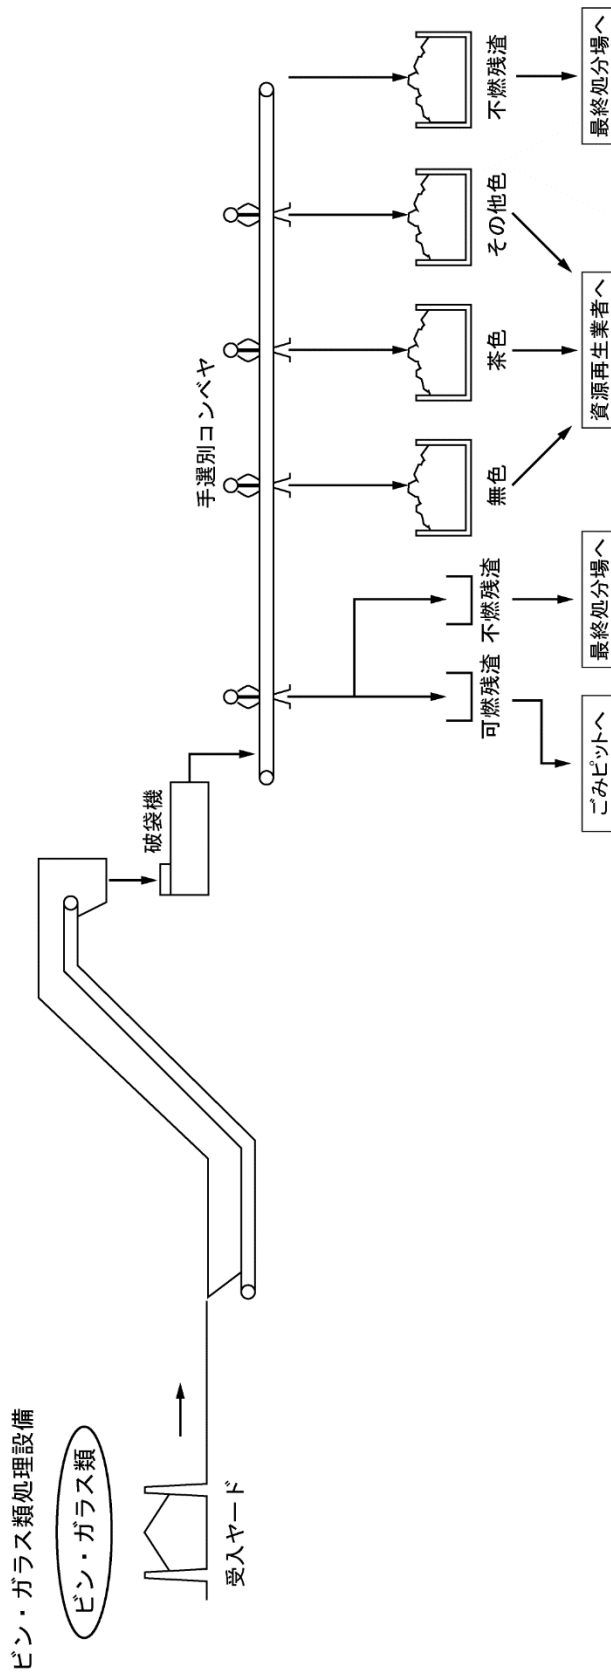 ビン・ガラス類処理設備
ビン・ガラス類
受入ヤード
破袋機
手選別コンベヤ
可燃残渣
不燃残渣
無色
茶色
その他色
不燃残渣
ごみピットへ
最終処分場へ
資源再生業者へ
最終処分場へ